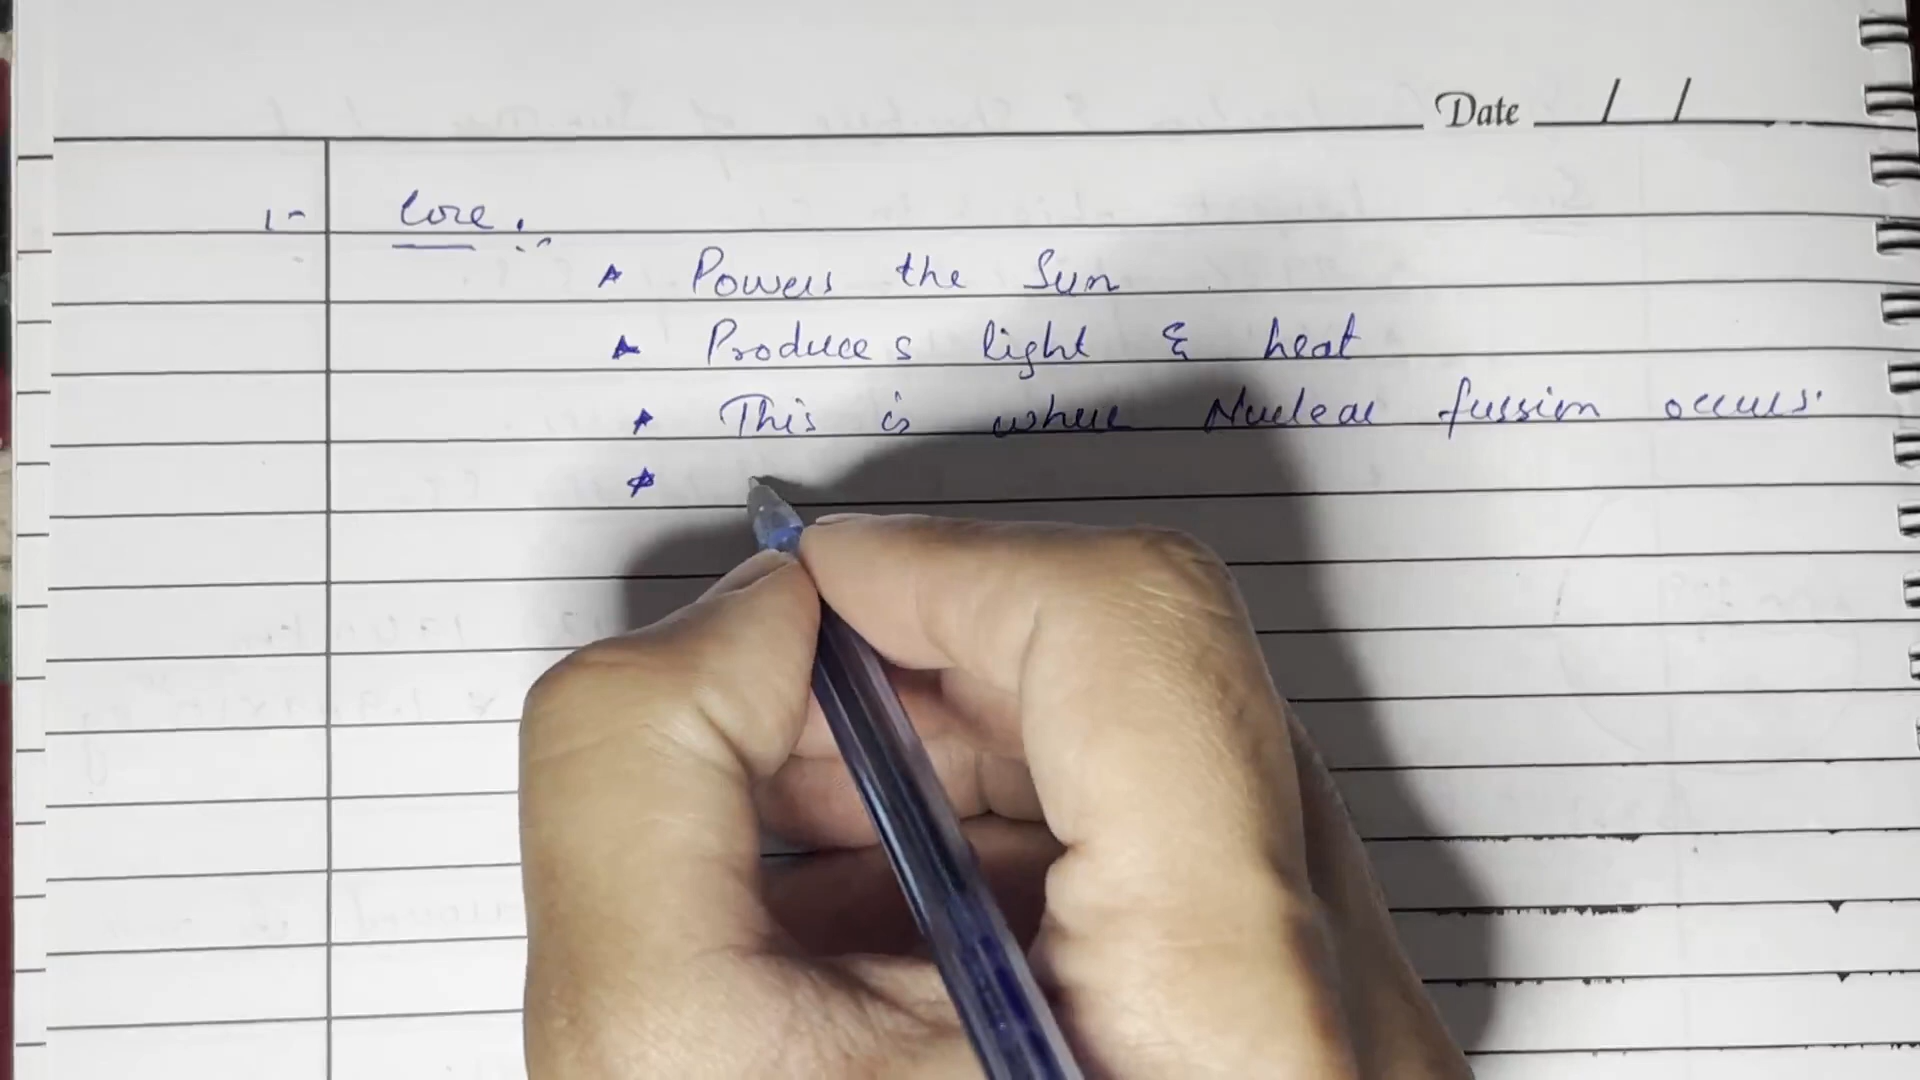 Date / /
1- Core :-
Powers the Sun
Produces light & heat
This is where Nuclear fussion occurs.